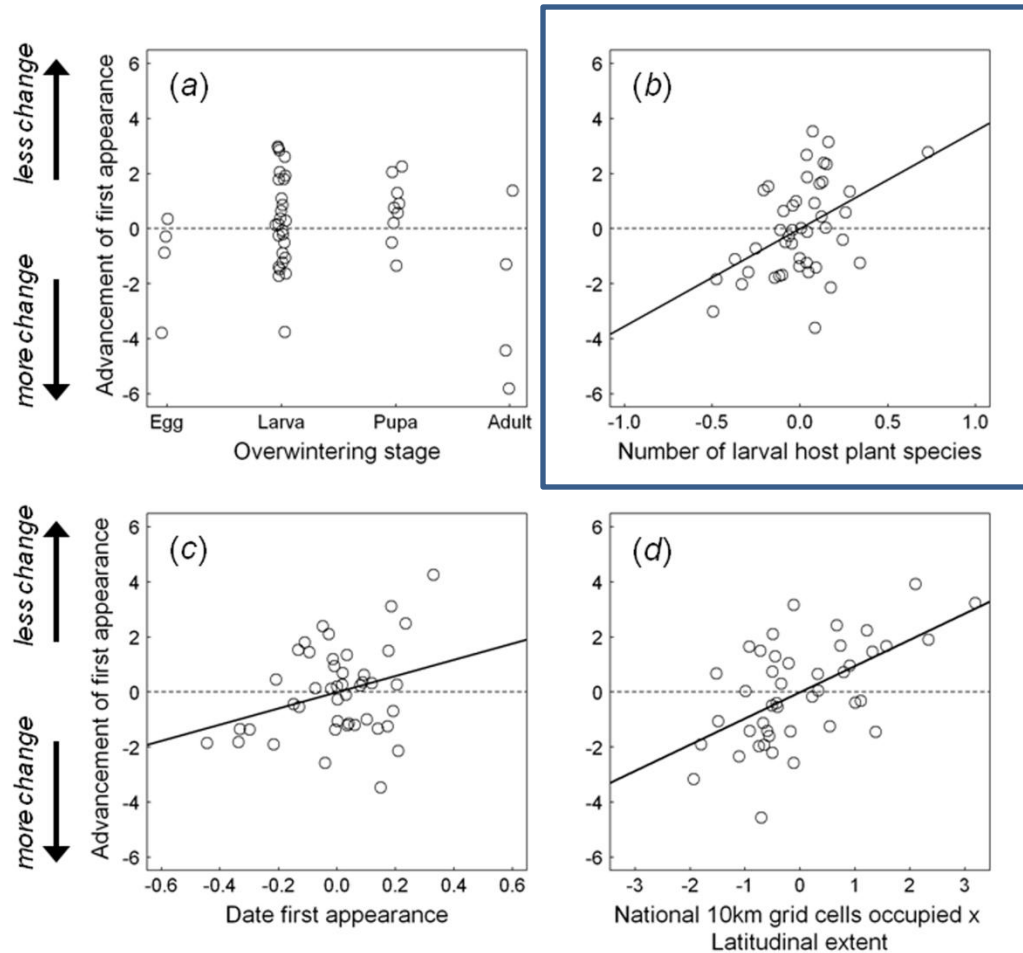 less change
more change
Advancement of first appearance
6
4
2
0
-2
-4
-6
(a)
Egg Larva Pupa Adult
Overwintering stage
6
4
2
0
-2
-4
-6
(b)
-1.0 -0.5 0.0 0.5 1.0
Number of larval host plant species
less change
more change
Advancement of first appearance
6
4
2
0
-2
-4
-6
(c)
-0.6 -0.4 -0.2 0.0 0.2 0.4 0.6
Date first appearance
6
4
2
0
-2
-4
-6
(d)
-3 -2 -1 0 1 2 3
National 10km grid cells occupied x
Latitudinal extent